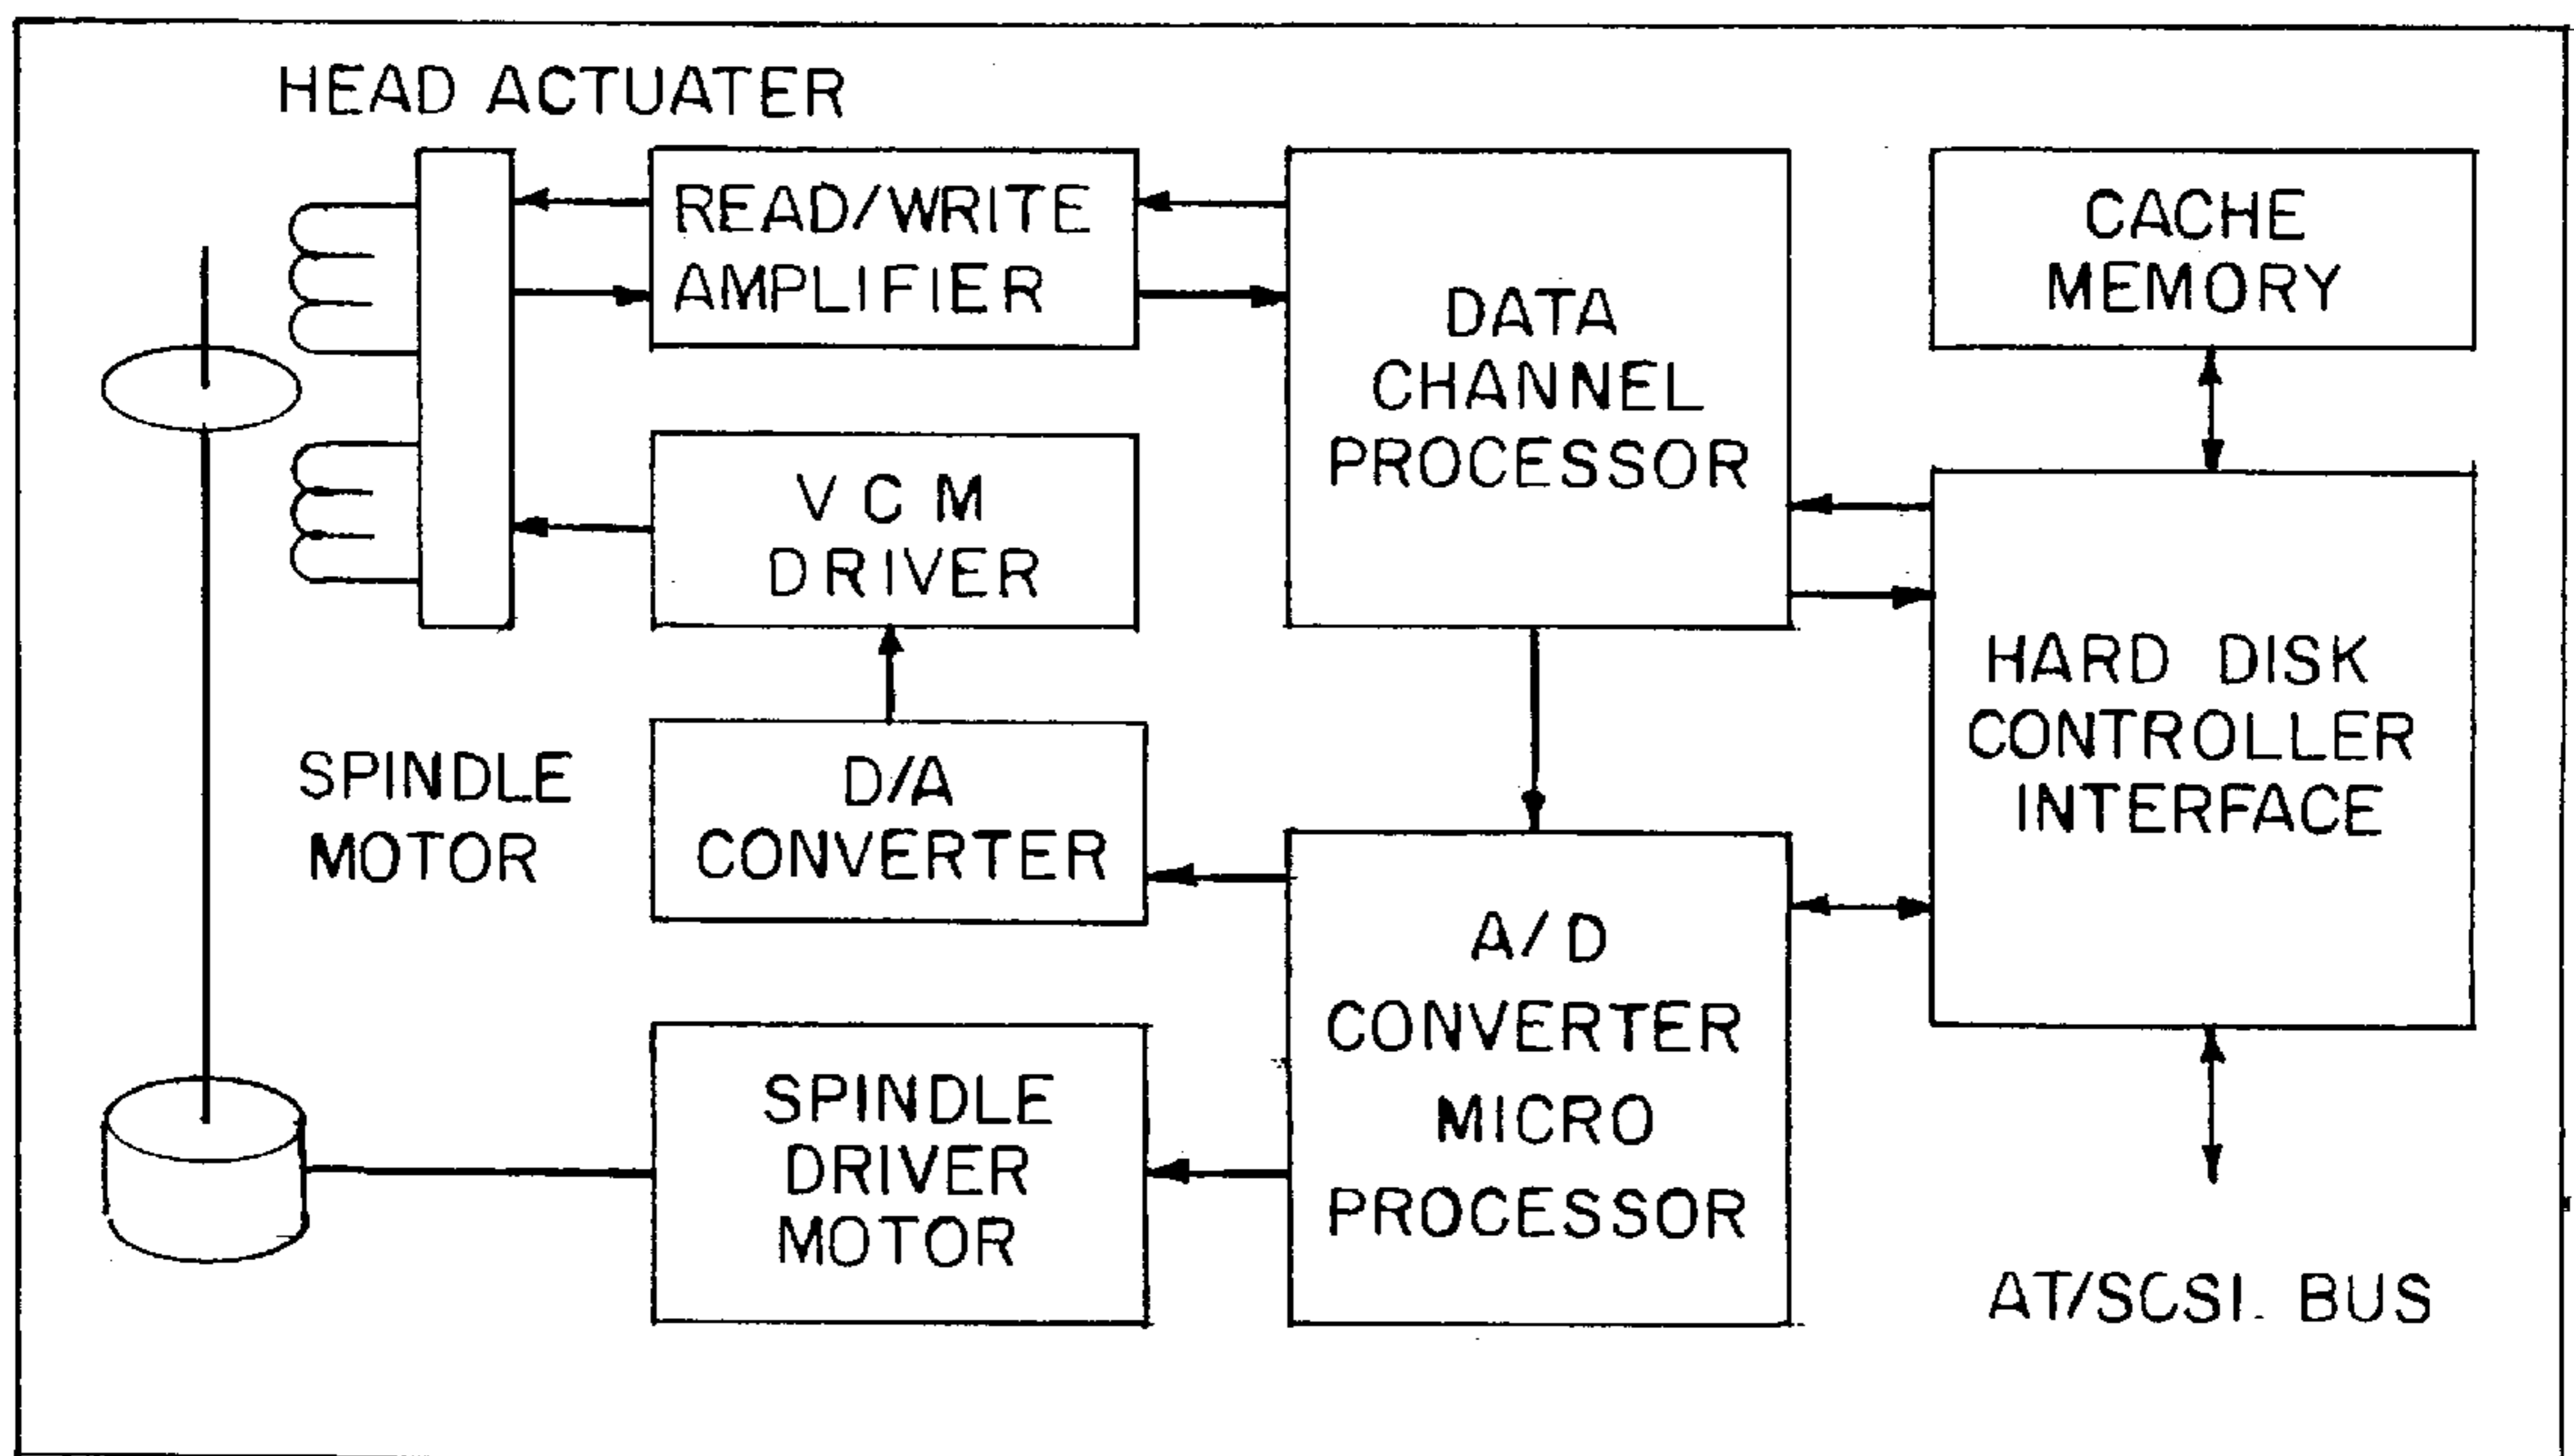 HEAD ACTUATER
READ/WRITE
AMPLIFIER
DATA
CHANNEL
PROCESSOR
CACHE
MEMORY
V C M
DRIVER
HARD DISK
CONTROLLER
INTERFACE
SPINDLE
MOTOR
D/A
CONVERTER
A/D
CONVERTER
MICRO
PROCESSOR
SPINDLE
DRIVER
MOTOR
AT/SCSI BUS